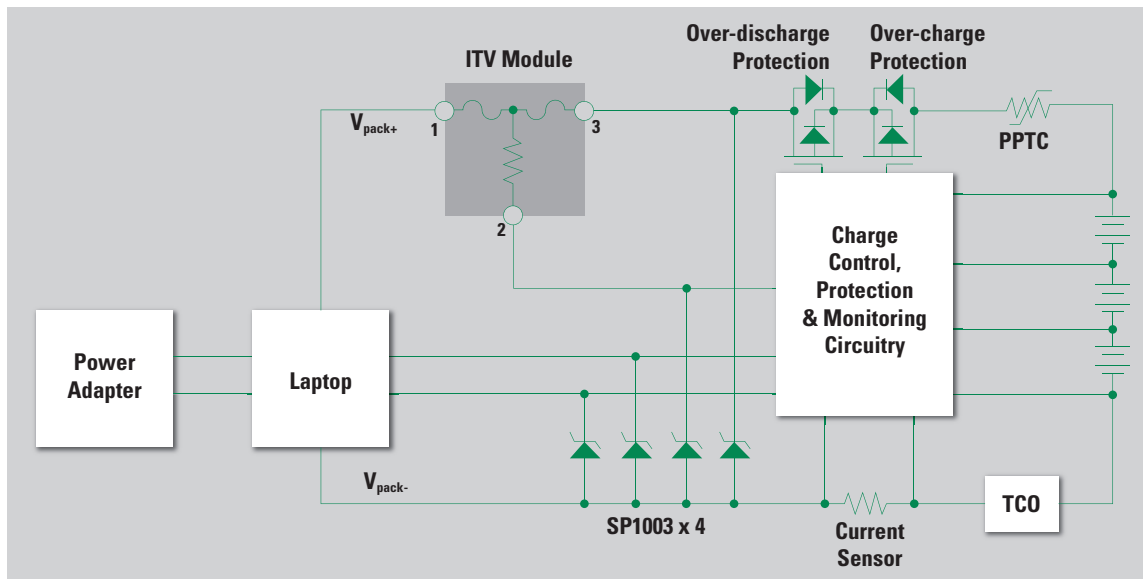 Over-discharge
Protection
Over-charge
Protection
ITV Module
Vpack+
1
3
2
PPTC
Charge
Control,
Protection
& Monitoring
Circuitry
Power
Adapter
Laptop
Vpack-
SP1003 x 4
Current
Sensor
TCO